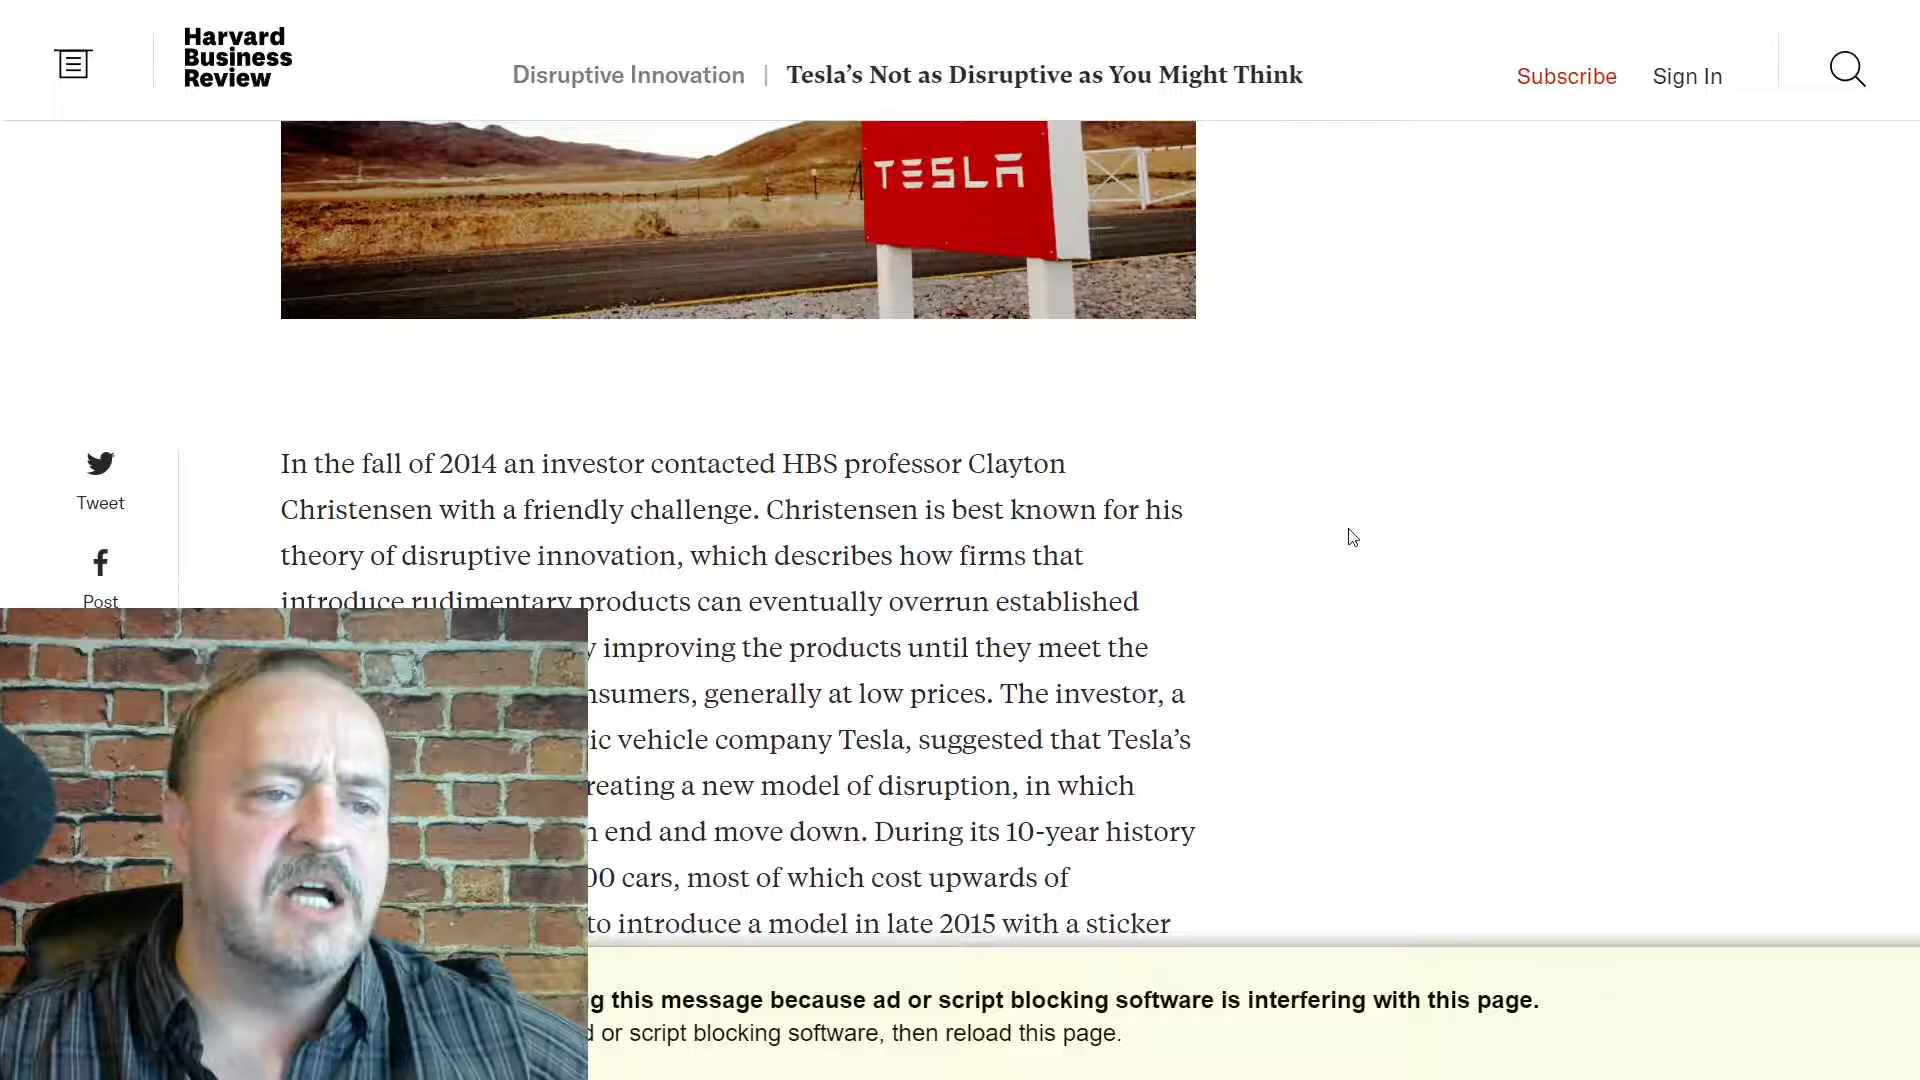 Harvard
Business
Review
Disruptive Innovation | Tesla’s Not as Disruptive as You Might Think
Subscribe
Sign In
TESLA
Tweet
Post
In the fall of 2014 an investor contacted HBS professor Clayton
Christensen with a friendly challenge. Christensen is best known for his
theory of disruptive innovation, which describes how firms that
introduce rudimentary products can eventually overrun established
improving the products until they meet the
nsumers, generally at low prices. The investor, a
ic vehicle company Tesla, suggested that Tesla’s
reating a new model of disruption, in which
end and move down. During its 10-year history
00 cars, most of which cost upwards of
to introduce a model in late 2015 with a sticker
g this message because ad or script blocking software is interfering with this page.
d or script blocking software, then reload this page.